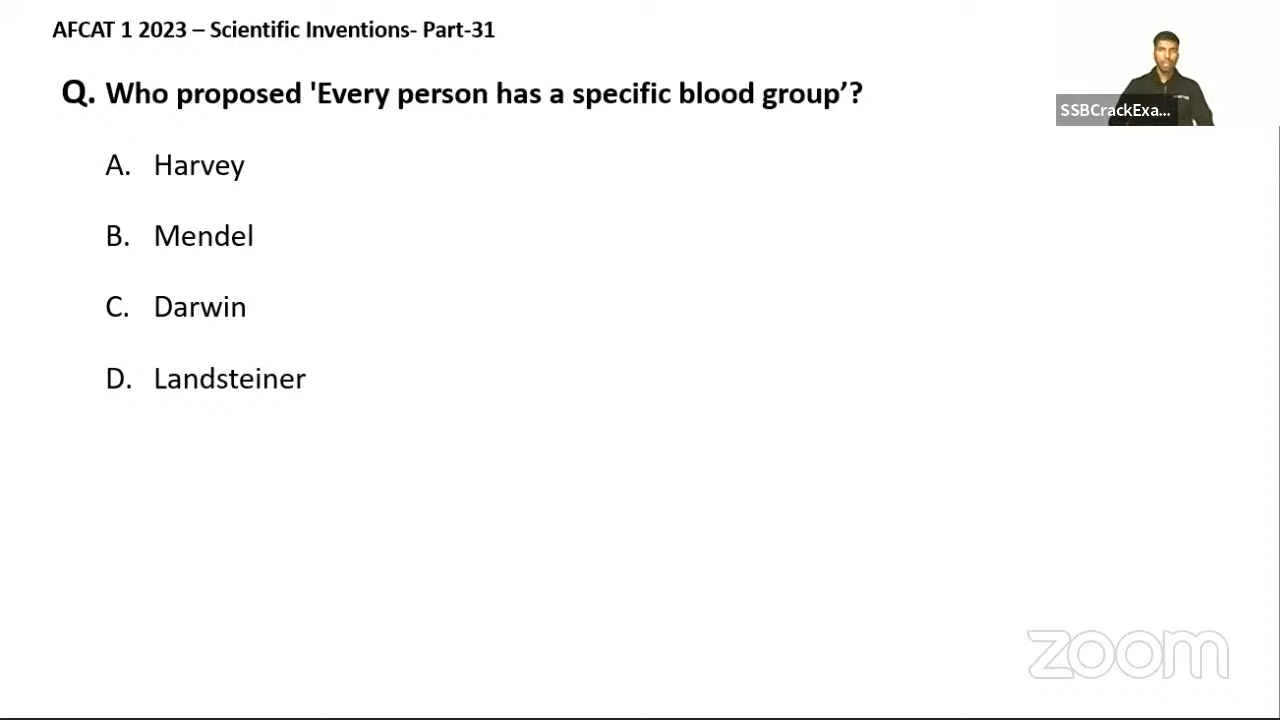 AFCAT 1 2023 – Scientific Inventions- Part-31
Q. Who proposed 'Every person has a specific blood group’?
SSBCrackExa...
A. Harvey
B. Mendel
C. Darwin
D. Landsteiner
zoom